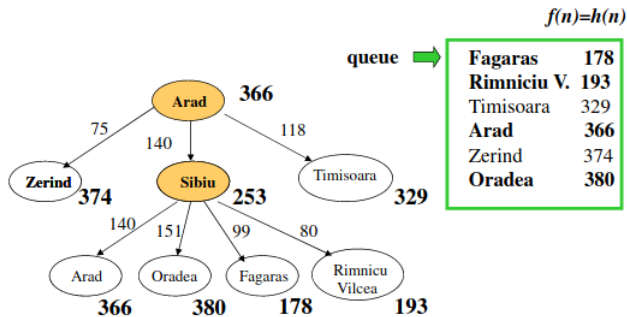 f(n)=h(n)
queue
Fagaras 178
Rimniciu V. 193
Timisoara 329
Arad 366
Zerind 374
Oradea 380
Arad 366
75
140
118
Zerind 374
Sibiu 253
Timisoara 329
140
151
99
80
Arad 366
Oradea 380
Fagaras 178
Rimnicu
Vilcea 193